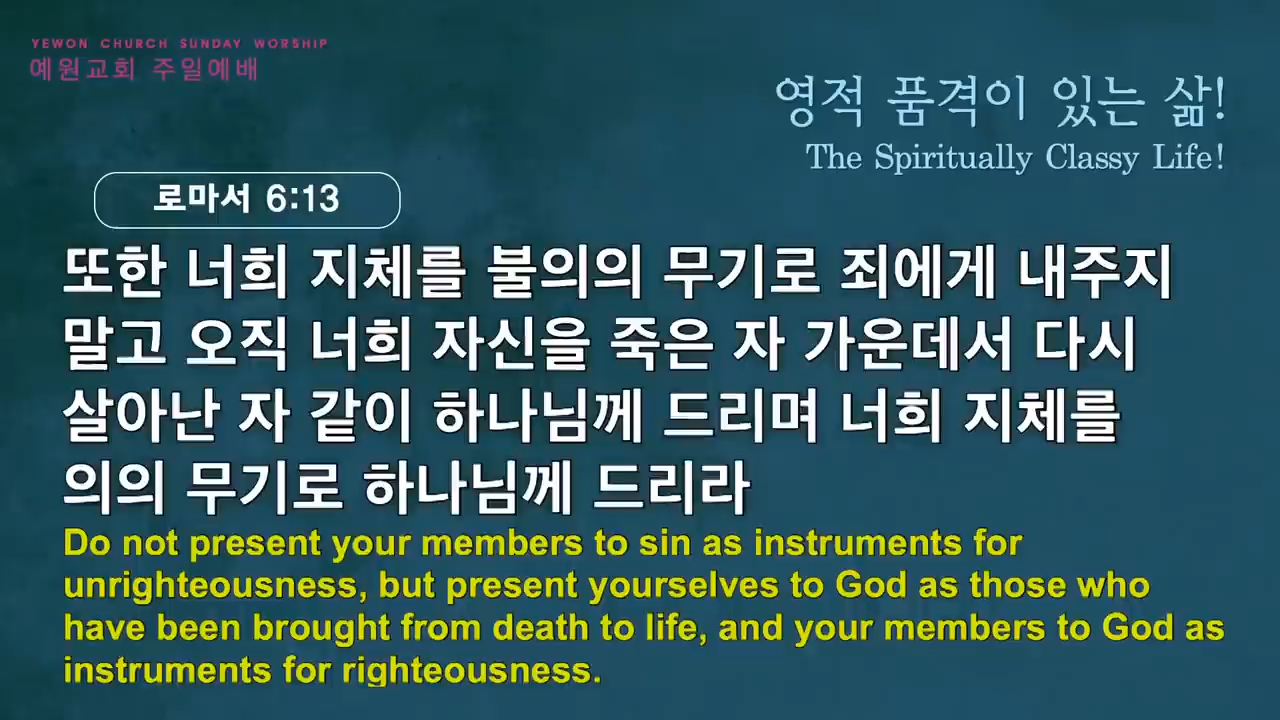 YEWON CHURCH SUNDAY WORSHIP
예원교회 주일예배
영적 품격이 있는 삶!
The Spiritually Classy Life!
로마서 6:13
또한 너희 지체를 불의의 무기로 죄에게 내주지
말고 오직 너희 자신을 죽은 자 가운데서 다시
살아난 자 같이 하나님께 드리며 너희 지체를
의의 무기로 하나님께 드리라
Do not present your members to sin as instruments for
unrighteousness, but present yourselves to God as those who
have been brought from death to life, and your members to God as
instruments for righteousness.